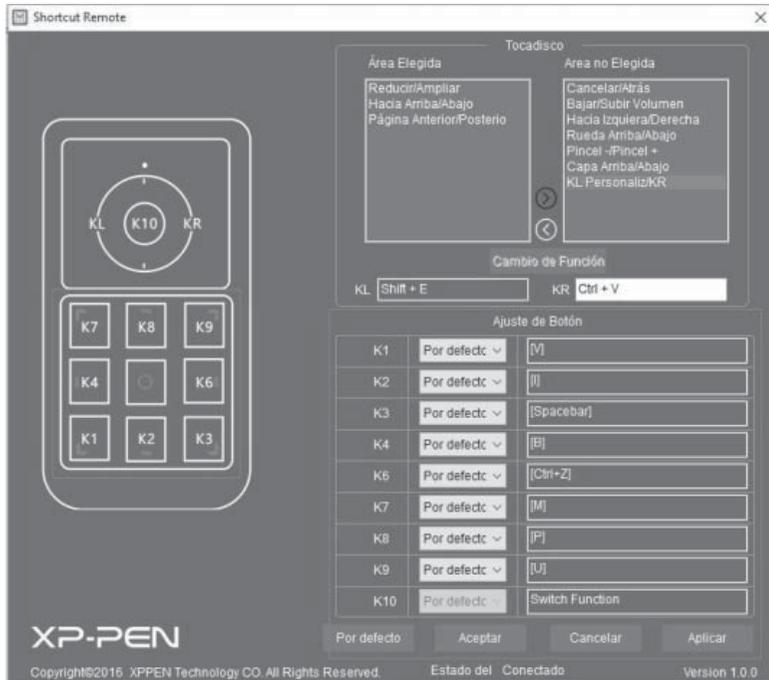 Shortcut Remote
Tocadisco
Área Elegida
Area no Elegida
Reducir/Ampliar
Hacia Arriba/Abajo
Página Anterior/Posterio
Cancelar/Atrás
Bajar/Subir Volumen
Hacia Izquiera/Derecha
Rueda Arriba/Abajo
Pincel -/Pincel +
Capa Arriba/Abajo
KL Personaliz/KR
Cambio de Función
KL Shift + E KR Ctrl + V
KL K10 KR
K7 K8 K9
K4 K6
K1 K2 K3
Ajuste de Botón
K1 Por defectc [V]
K2 Por defectc [I]
K3 Por defectc [Spacebar]
K4 Por defectc [B]
K6 Por defectc [Ctrl+Z]
K7 Por defectc [M]
K8 Por defectc [P]
K9 Por defectc [U]
K10 Por defectc Switch Function
XP-PEN
Por defecto Aceptar Cancelar Aplicar
Copyright©2016 XPPEN Technology CO. All Rights Reserved. Estado del Conectado Version 1.0.0